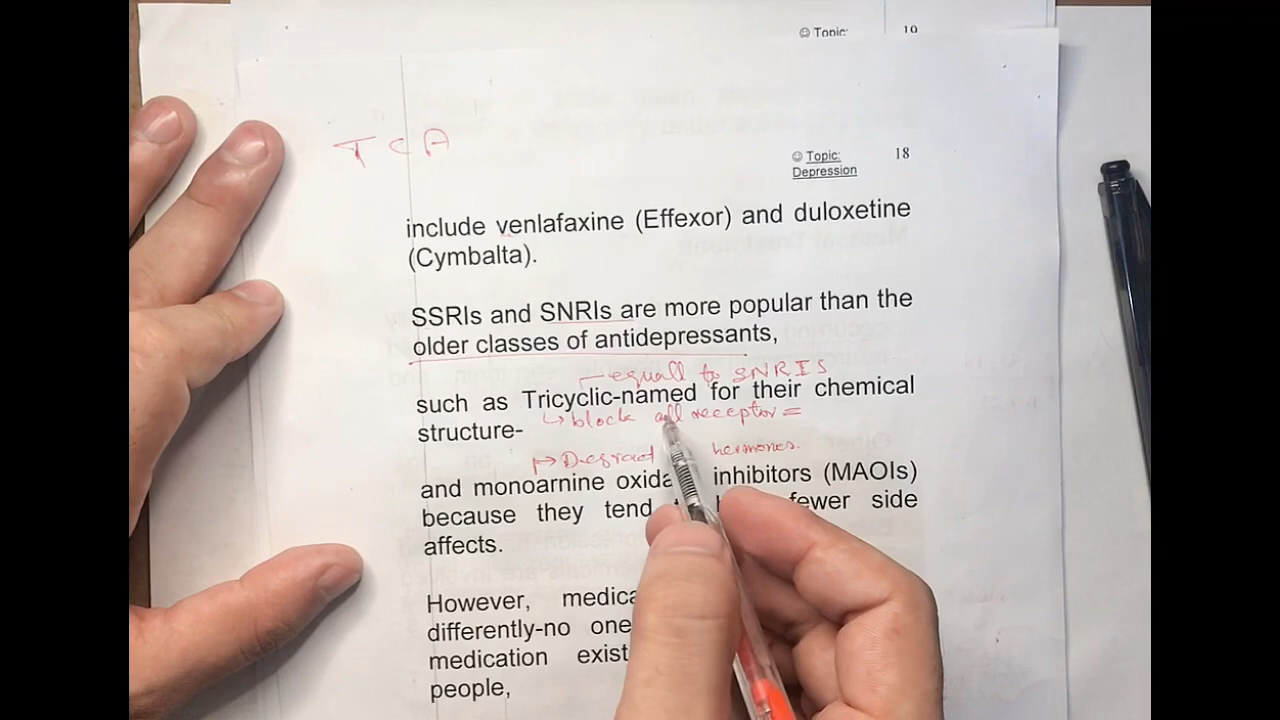 ☺ Topic: 19
TCA
☺ Topic: 18
Depression
include venlafaxine (Effexor) and duloxetine
(Cymbalta).
SSRIs and SNRIs are more popular than the
older classes of antidepressants,
equall to SNRIS
such as Tricyclic-named for their chemical
↳ block all receptor =
structure-
↦ Degrad hermones.
and monoarnine oxida inhibitors (MAOIs)
because they tend fewer side
affects.
However, medica
differently-no one
medication exist
people,